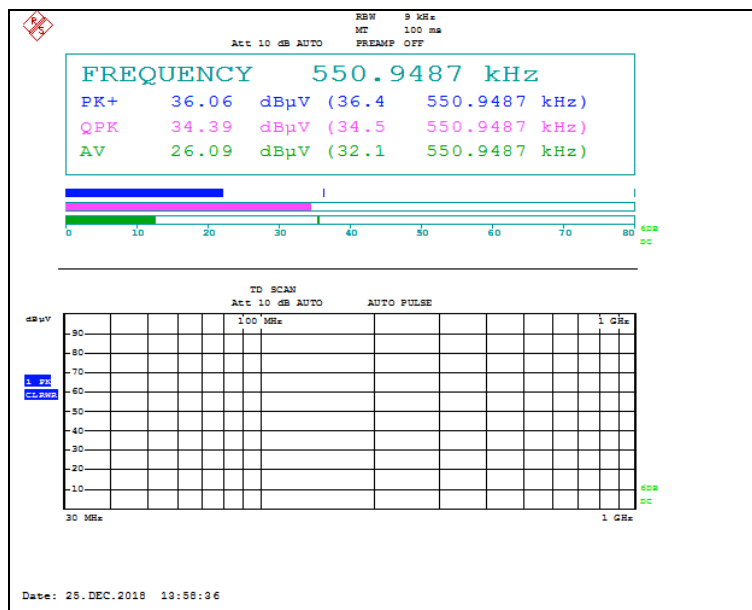 RBW 9 kHz
MT 100 ms
Att 10 dB AUTO PREAMP OFF
FREQUENCY 550.9487 kHz
PK+ 36.06 dBµV (36.4 550.9487 kHz)
QPK 34.39 dBµV (34.5 550.9487 kHz)
AV 26.09 dBµV (32.1 550.9487 kHz)
0 10 20 30 40 50 60 70 80
6DB
DC
TD SCAN
Att 10 dB AUTO AUTO PULSE
dBµV
100 MHz 1 GHz
90
80
70
1 PK
60
CLRWR
50
40
30
20
10
6DB
DC
30 MHz 1 GHz
Date: 25.DEC.2018 13:58:36